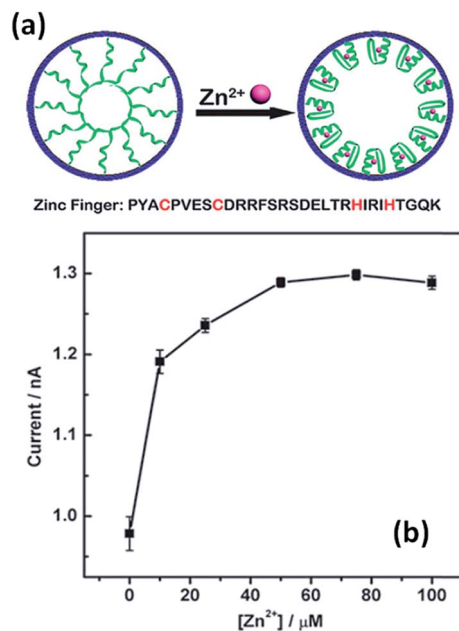 (a)
Zn²⁺
Zinc Finger: PYACPVESCDRRFSRSDELTRHIRIHTGQK
1.3
1.2
1.1
1.0
Current / nA
(b)
0 20 40 60 80 100
[Zn²⁺] / μM